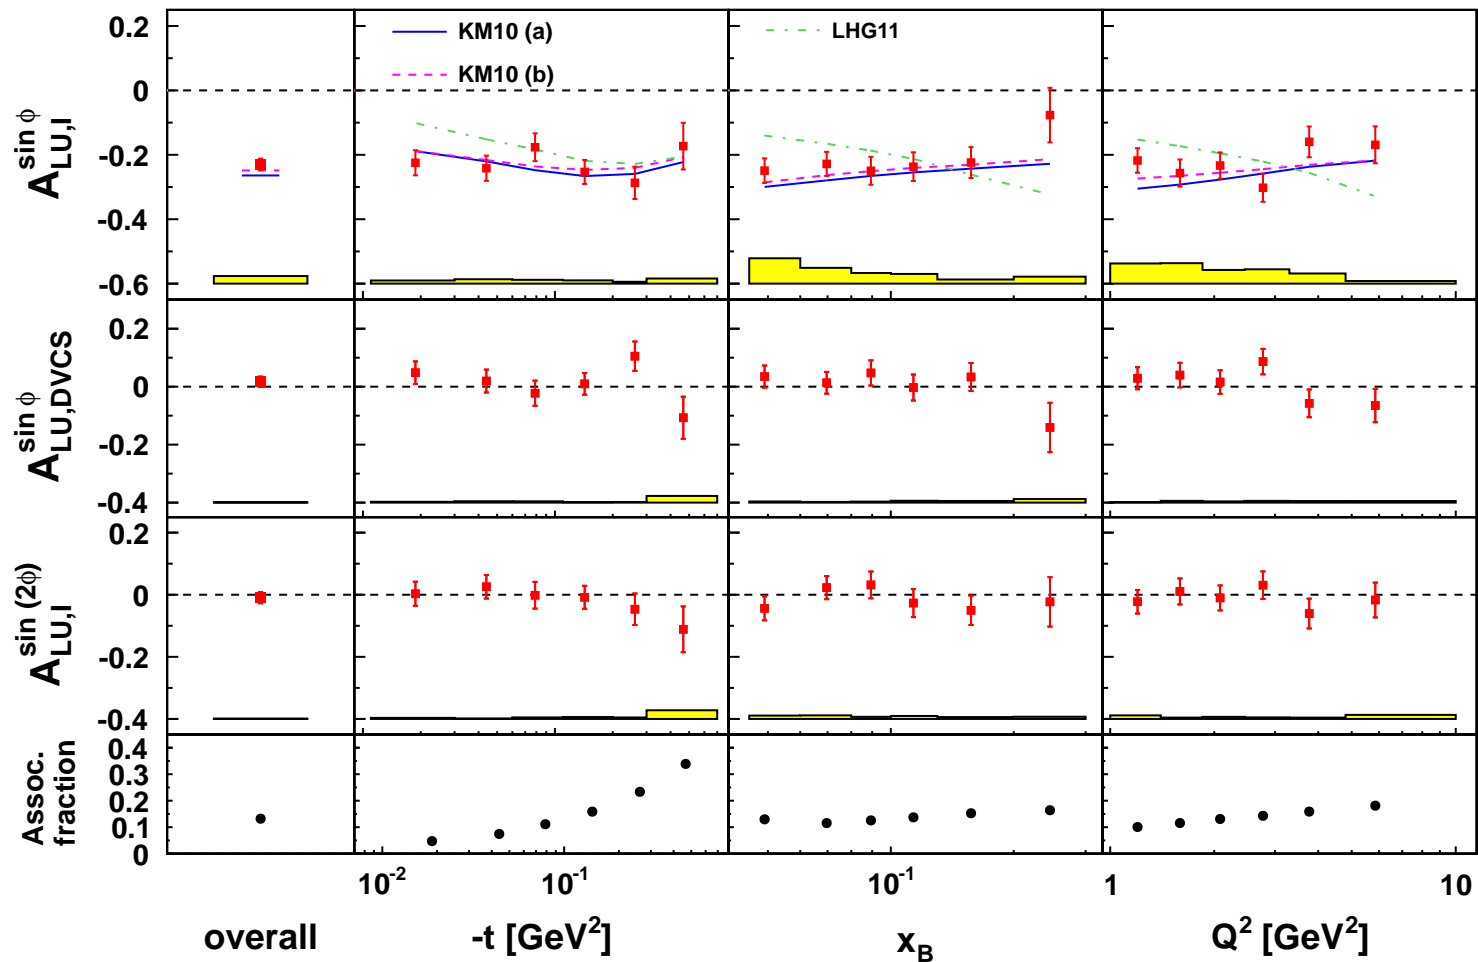 KM10 (a)
KM10 (b)
LHG11
A_{LU,I}^{sin ϕ}
0.2
0
-0.2
-0.4
-0.6
A_{LU,DVCS}^{sin ϕ}
0.2
0
-0.2
-0.4
A_{LU,I}^{sin (2ϕ)}
0.2
0
-0.2
-0.4
Assoc.
fraction
0.4
0.3
0.2
0.1
0
10^{-2}
10^{-1}
10^{-1}
1
10
overall
-t [GeV^2]
x_B
Q^2 [GeV^2]